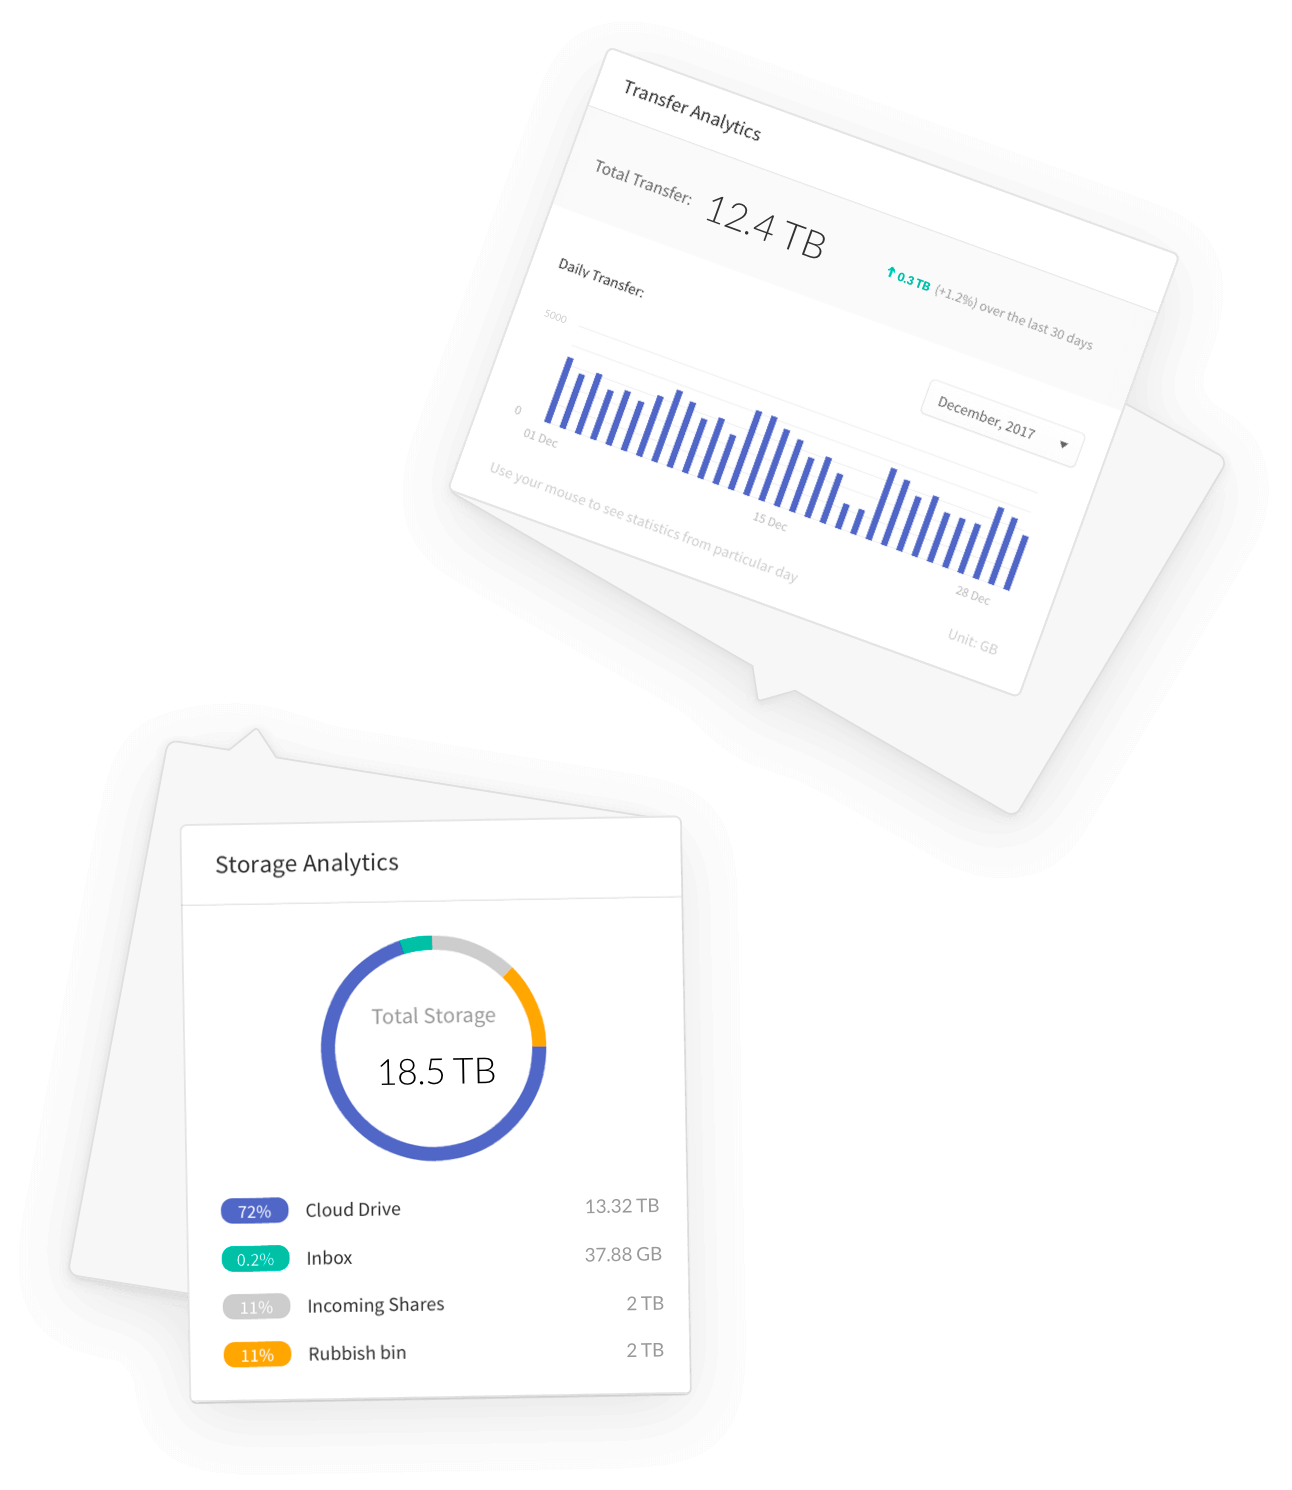 Transfer Analytics
Total Transfer: 12.4 TB
0.3 TB (+1.2%) over the last 30 days
Daily Transfer:
December, 2017
5000
0
01 Dec
15 Dec
28 Dec
Use your mouse to see statistics from particular day
Unit: GB
Storage Analytics
Total Storage
18.5 TB
72% Cloud Drive 13.32 TB
0.2% Inbox 37.88 GB
11% Incoming Shares 2 TB
11% Rubbish bin 2 TB